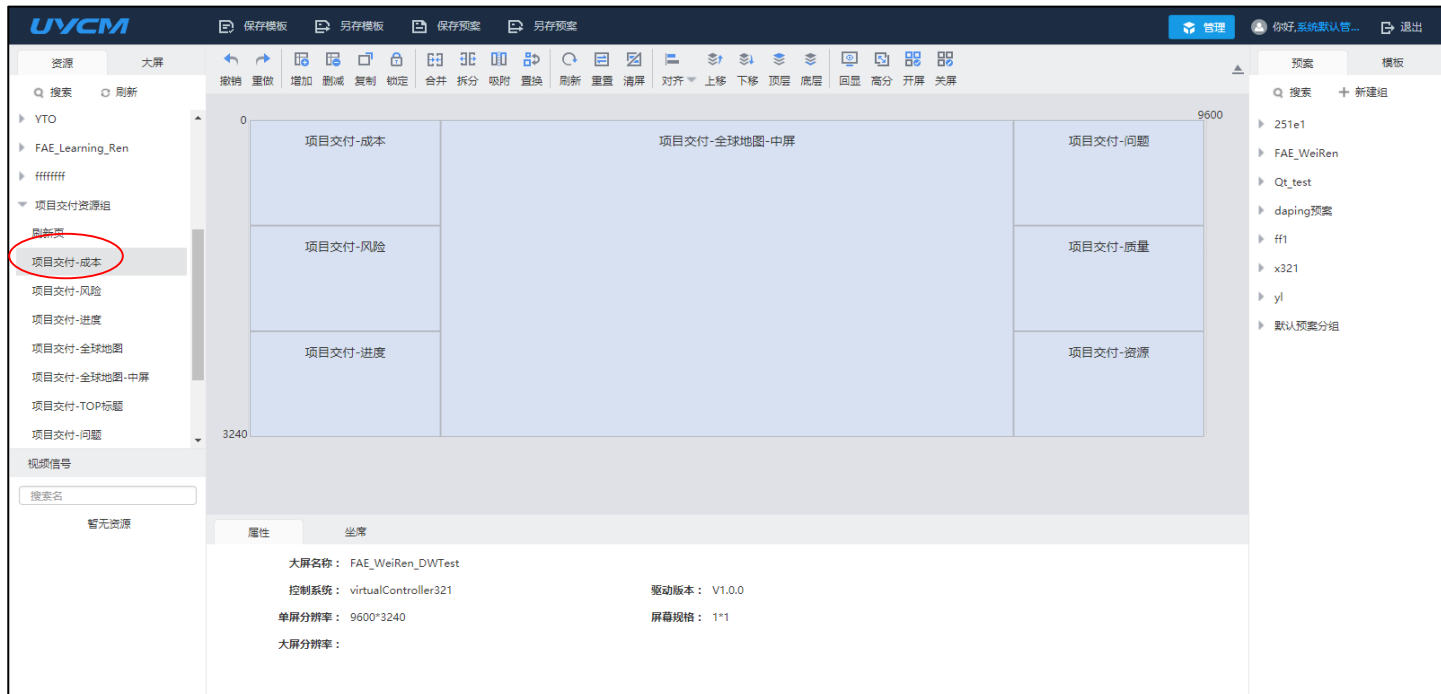 UVCM
保存模板 另存模板 保存预案 另存预案 管理 你好,系统默认管... 退出
资源 大屏
搜索 刷新
YTO
FAE_Learning_Ren
ffffffff
项目交付资源组
刷新页
项目交付-成本
项目交付-风险
项目交付-进度
项目交付-全球地图
项目交付-全球地图-中屏
项目交付-TOP标题
项目交付-问题
视频信号
搜索名
暂无资源
撤销 重做 增加 删减 复制 锁定 合并 拆分 吸附 置换 刷新 重置 清屏 对齐 上移 下移 顶层 底层 回显 高分 开屏 关屏
0 9600
项目交付-成本 项目交付-全球地图-中屏 项目交付-问题
项目交付-风险 项目交付-质量
项目交付-进度 项目交付-资源
3240
属性 坐席
大屏名称： FAE_WeiRen_DWTest
控制系统： virtualController321 驱动版本： V1.0.0
单屏分辨率： 9600*3240 屏幕规格： 1*1
大屏分辨率：
预案 模板
搜索 新建组
251e1
FAE_WeiRen
Qt_test
daping预案
ff1
x321
yl
默认预案分组